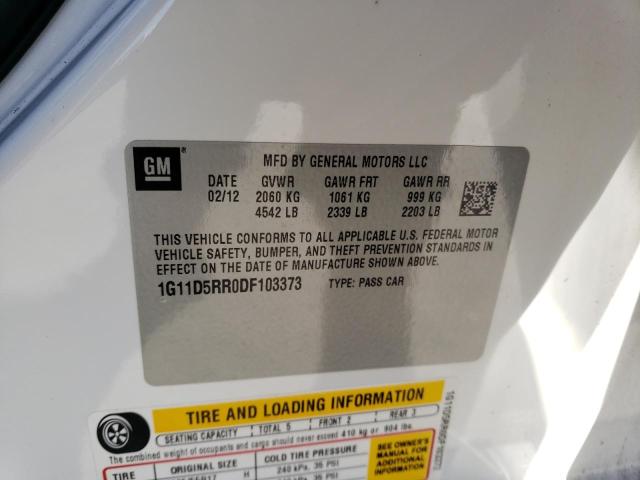 GM ®
MFD BY GENERAL MOTORS LLC
DATE GVWR GAWR FRT GAWR RR
02/12 2060 KG 1061 KG 999 KG
4542 LB 2339 LB 2203 LB
THIS VEHICLE CONFORMS TO ALL APPLICABLE U.S. FEDERAL MOTOR
VEHICLE SAFETY, BUMPER, AND THEFT PREVENTION STANDARDS IN
EFFECT ON THE DATE OF MANUFACTURE SHOWN ABOVE.
1G11D5RR0DF103373 TYPE: PASS CAR
TIRE AND LOADING INFORMATION
SEATING CAPACITY TOTAL 5 FRONT 2 REAR 3
The combined weight of occupants and cargo should never exceed 410 kg or 904 lbs.
TIRE ORIGINAL SIZE COLD TIRE PRESSURE
H 240 kPa, 35 PSI
SEE OWNER'S
MANUAL FOR
ADDITIONAL
INFORMATION
1G11D5RR0DF103373